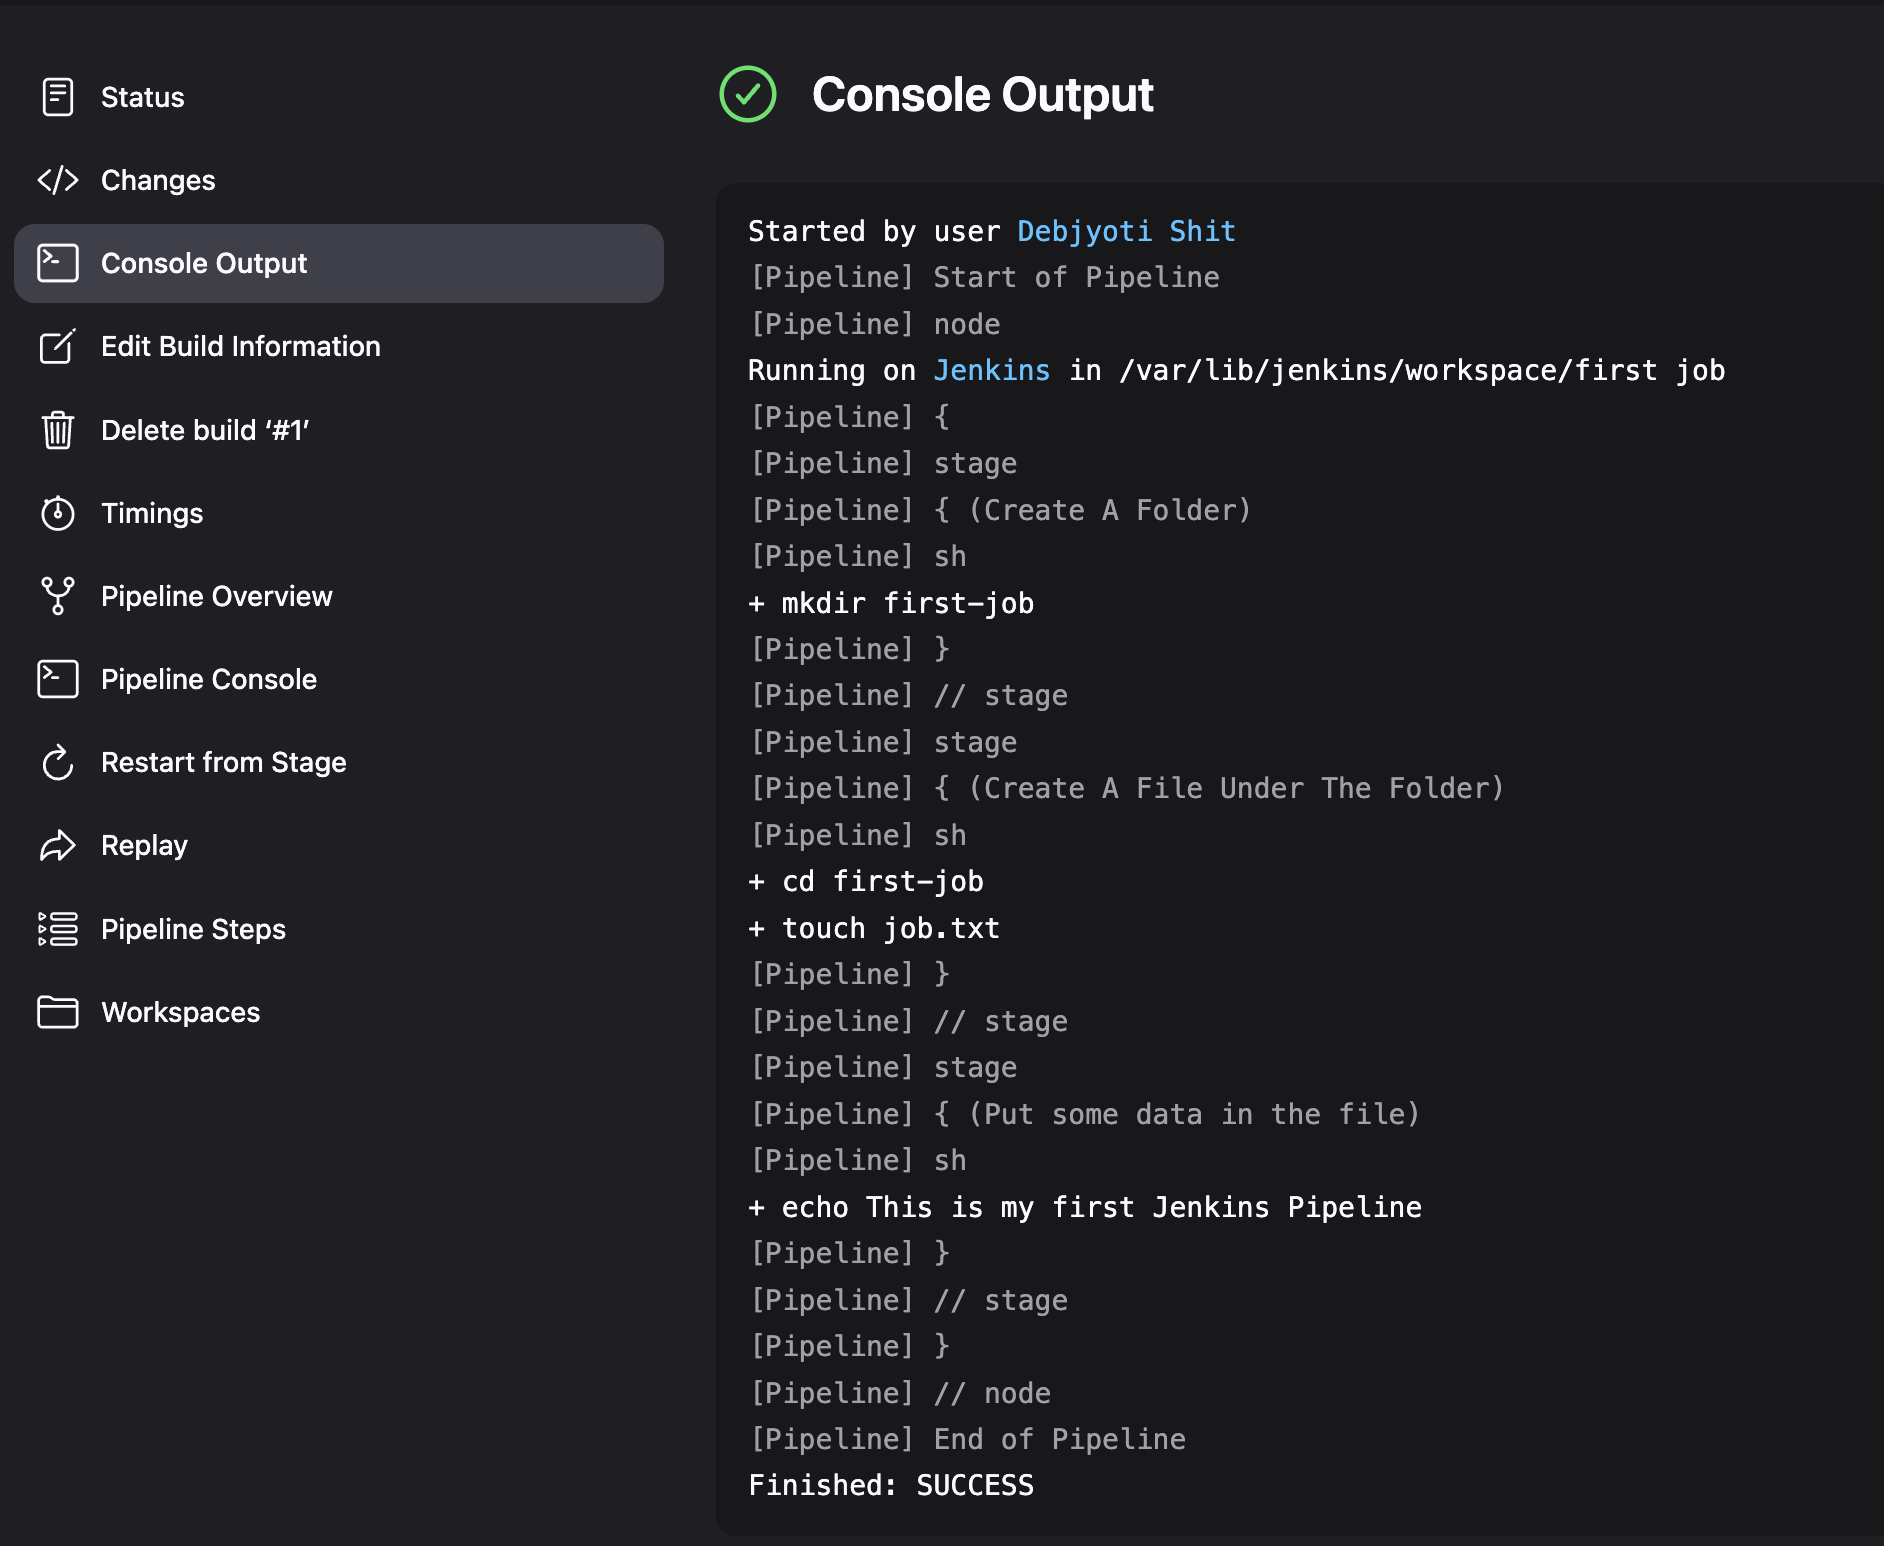 Status
Changes
Console Output
Edit Build Information
Delete build ‘#1’
Timings
Pipeline Overview
Pipeline Console
Restart from Stage
Replay
Pipeline Steps
Workspaces
Console Output
Started by user Debjyoti Shit
[Pipeline] Start of Pipeline
[Pipeline] node
Running on Jenkins in /var/lib/jenkins/workspace/first job
[Pipeline] {
[Pipeline] stage
[Pipeline] { (Create A Folder)
[Pipeline] sh
+ mkdir first-job
[Pipeline] }
[Pipeline] // stage
[Pipeline] stage
[Pipeline] { (Create A File Under The Folder)
[Pipeline] sh
+ cd first-job
+ touch job.txt
[Pipeline] }
[Pipeline] // stage
[Pipeline] stage
[Pipeline] { (Put some data in the file)
[Pipeline] sh
+ echo This is my first Jenkins Pipeline
[Pipeline] }
[Pipeline] // stage
[Pipeline] }
[Pipeline] // node
[Pipeline] End of Pipeline
Finished: SUCCESS